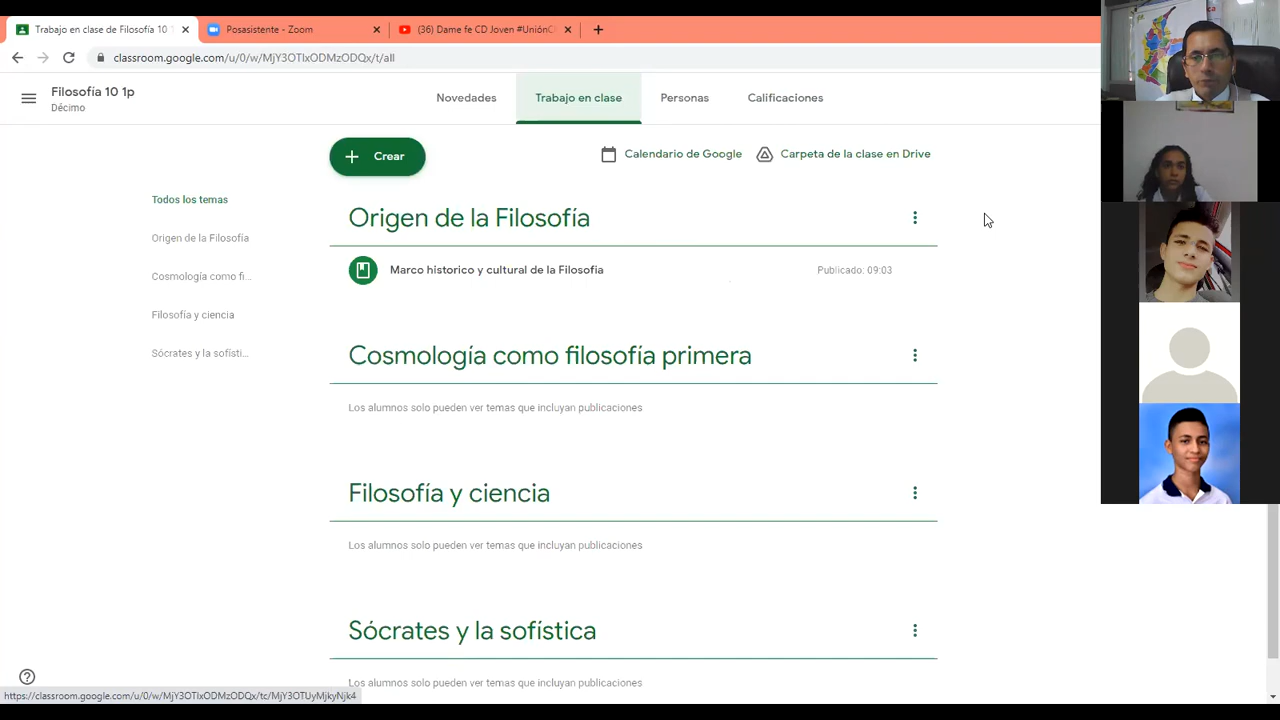 Trabajo en clase de Filosofía 10 1
Posasistente - Zoom
(36) Dame fe CD Joven #UniónC
classroom.google.com/u/0/w/MjY3OTIxODMzODQx/t/all
Filosofía 10 1p
Décimo
Novedades
Trabajo en clase
Personas
Calificaciones
Crear
Calendario de Google
Carpeta de la clase en Drive
Todos los temas
Origen de la Filosofía
Cosmología como fi...
Filosofía y ciencia
Sócrates y la sofísti...
Origen de la Filosofía
Marco historico y cultural de la Filosofia
Publicado: 09:03
Cosmología como filosofía primera
Los alumnos solo pueden ver temas que incluyan publicaciones
Filosofía y ciencia
Los alumnos solo pueden ver temas que incluyan publicaciones
Sócrates y la sofística
Los alumnos solo pueden ver temas que incluyan publicaciones
https://classroom.google.com/u/0/w/MjY3OTIxODMzODQx/tc/MjY3OTUyMjkyNjk4